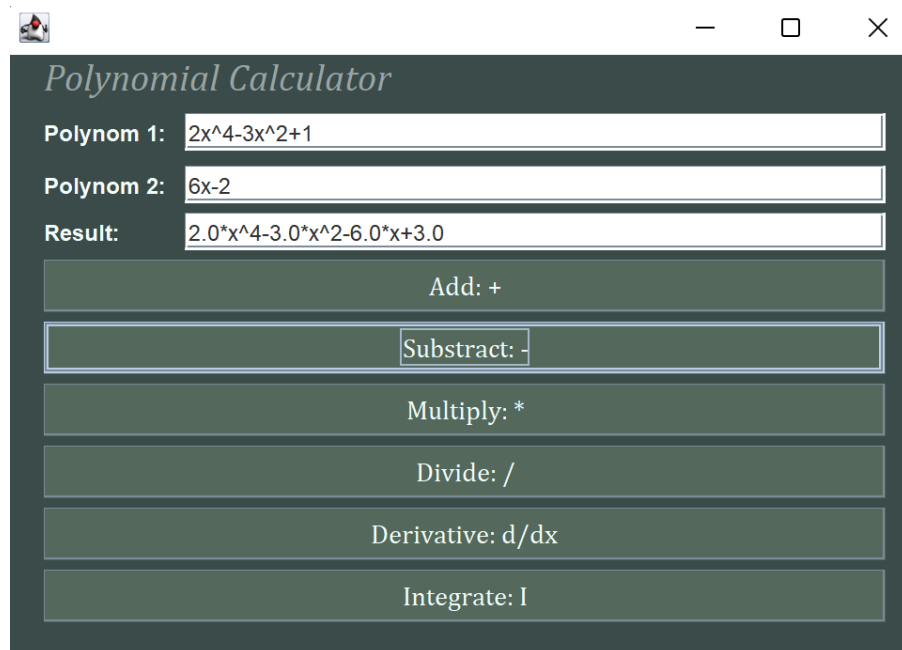 Polynomial Calculator
Polynom 1: 2x^4-3x^2+1
Polynom 2: 6x-2
Result: 2.0*x^4-3.0*x^2-6.0*x+3.0
Add: +
Substract: -
Multiply: *
Divide: /
Derivative: d/dx
Integrate: I